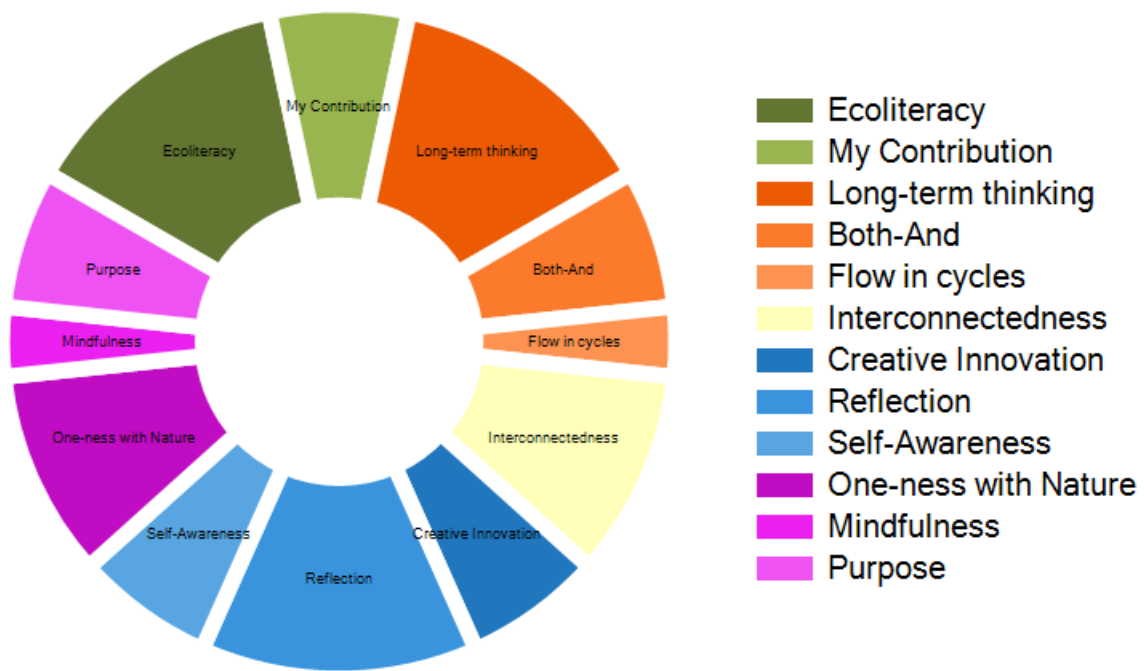 My Contribution
Ecoliteracy
Long-term thinking
Purpose
Both-And
Mindfulness
Flow in cycles
One-ness with Nature
Interconnectedness
Self-Awareness
Creative Innovation
Reflection
Ecoliteracy
My Contribution
Long-term thinking
Both-And
Flow in cycles
Interconnectedness
Creative Innovation
Reflection
Self-Awareness
One-ness with Nature
Mindfulness
Purpose